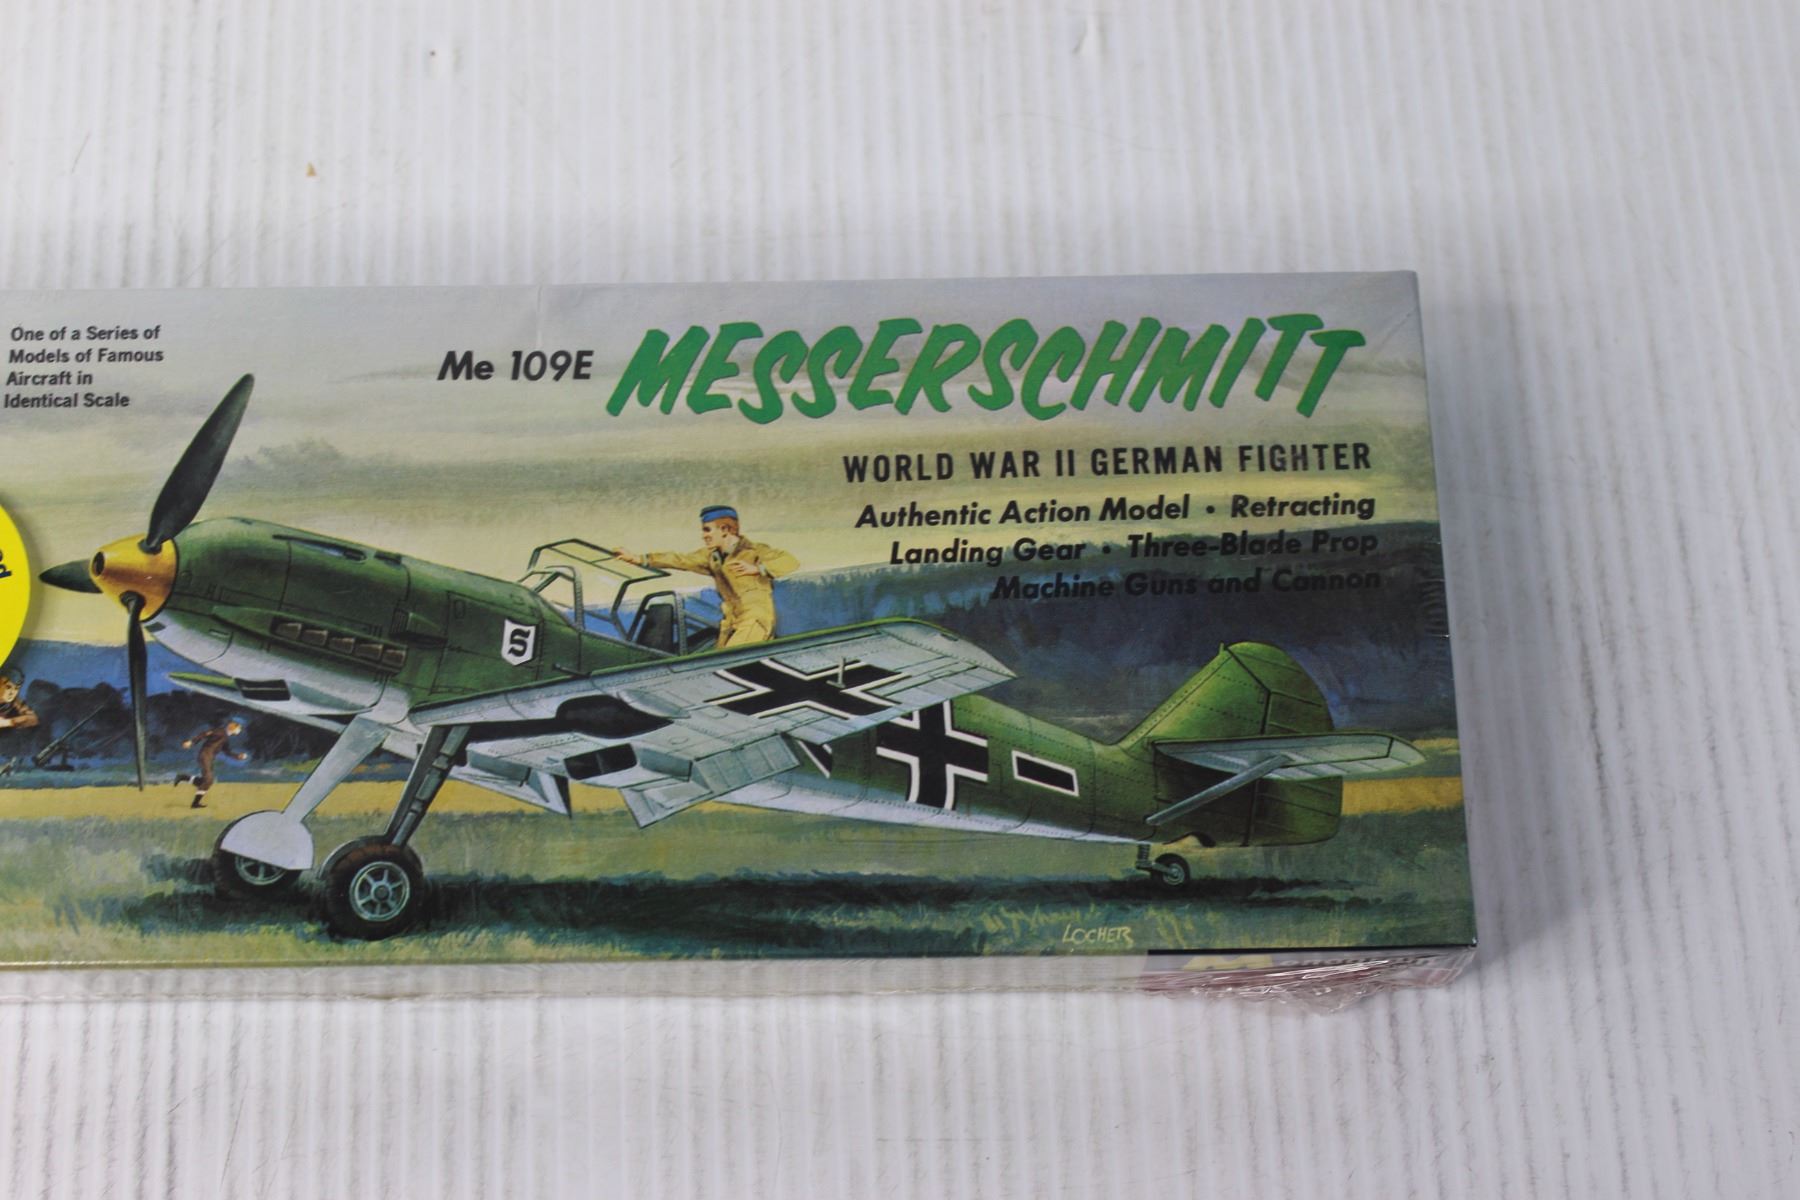 One of a Series of
Models of Famous
Aircraft in
Identical Scale
Me 109E MESSERSCHMITT
WORLD WAR II GERMAN FIGHTER
Authentic Action Model • Retracting
Landing Gear • Three-Blade Prop
Machine Guns and Cannon
S
LOCHER